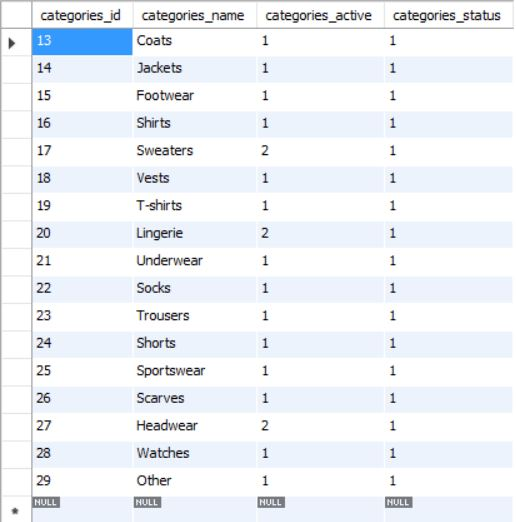 categories_id categories_name categories_active categories_status
13 Coats 1 1
14 Jackets 1 1
15 Footwear 1 1
16 Shirts 1 1
17 Sweaters 2 1
18 Vests 1 1
19 T-shirts 1 1
20 Lingerie 2 1
21 Underwear 1 1
22 Socks 1 1
23 Trousers 1 1
24 Shorts 1 1
25 Sportswear 1 1
26 Scarves 1 1
27 Headwear 2 1
28 Watches 1 1
29 Other 1 1
NULL NULL NULL NULL